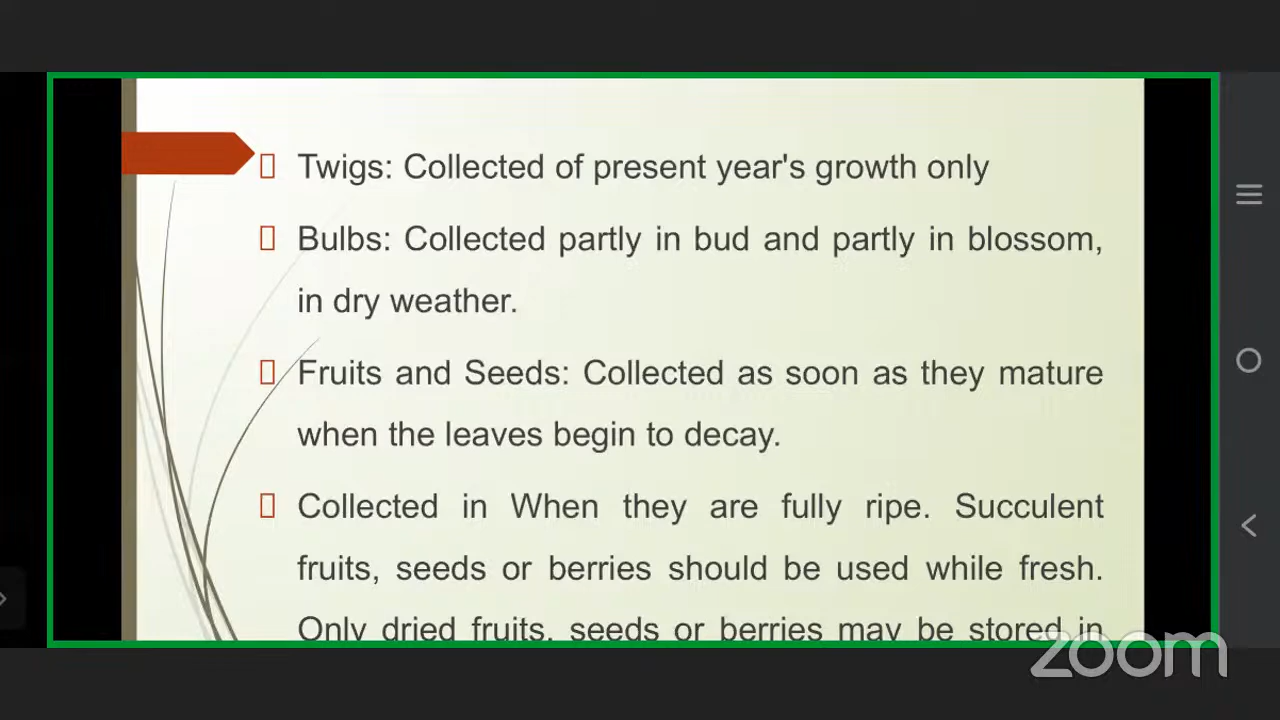 Twigs: Collected of present year's growth only
Bulbs: Collected partly in bud and partly in blossom,
in dry weather.
Fruits and Seeds: Collected as soon as they mature
when the leaves begin to decay.
Collected in When they are fully ripe. Succulent
fruits, seeds or berries should be used while fresh.
Only dried fruits, seeds or berries may be stored in
zoom